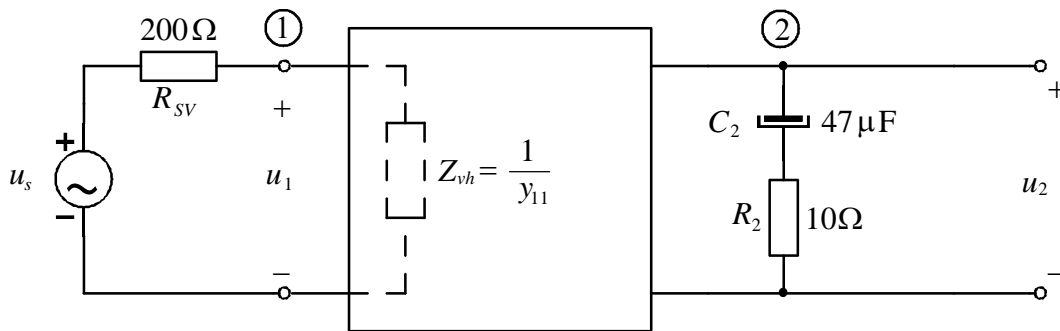 200Ω
1
2
R_SV
+
+
C_2
47μF
+
u_s
~
u_1
Z_vh = 1/y_11
u_2
R_2
10Ω
−
−
−